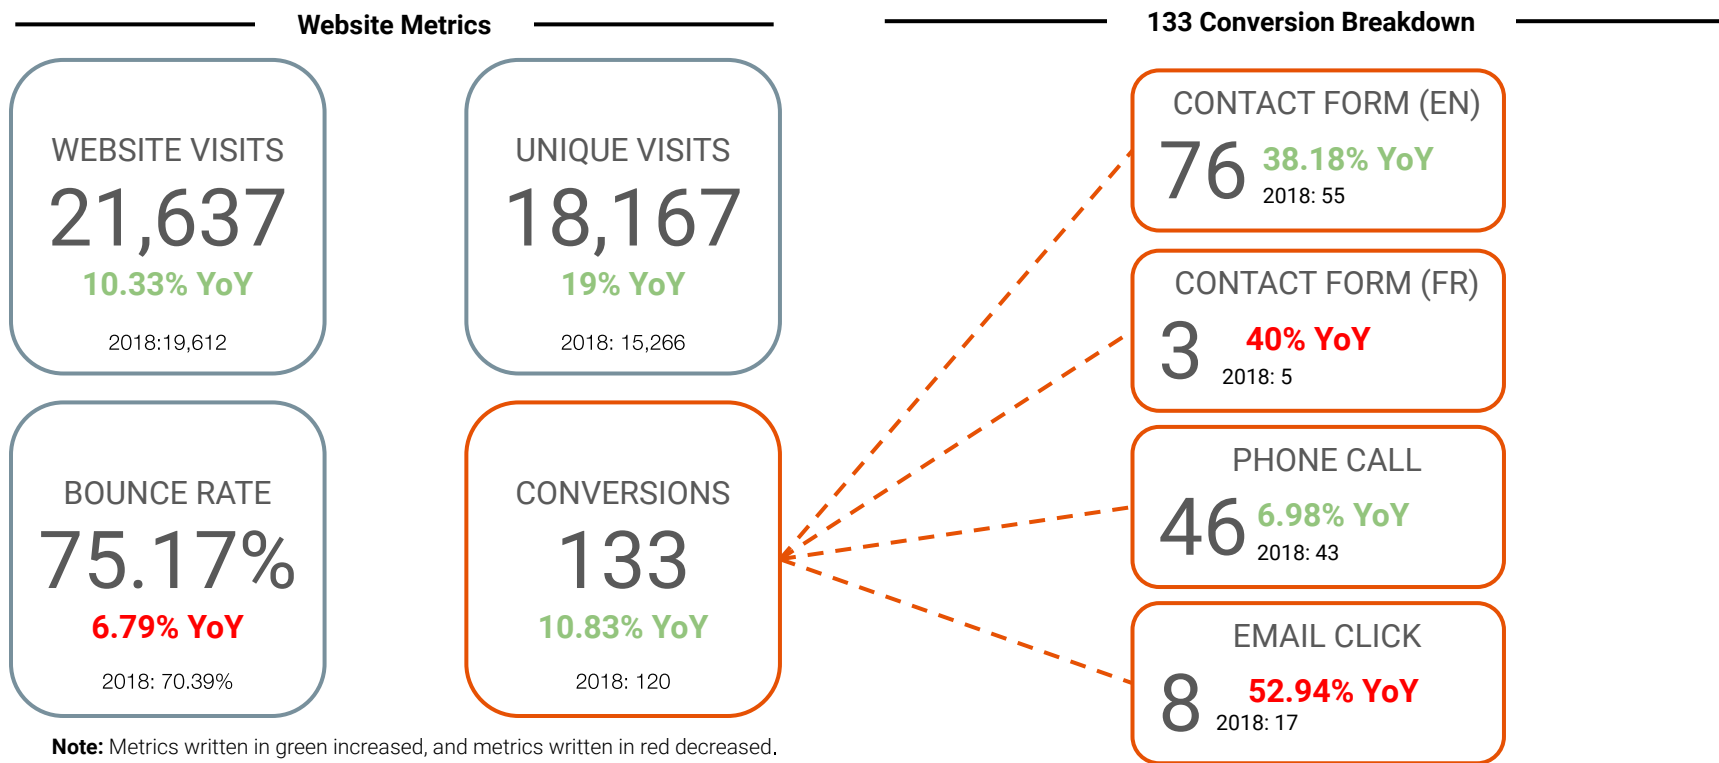 Website Metrics
WEBSITE VISITS
21,637
10.33% YoY
2018:19,612
UNIQUE VISITS
18,167
19% YoY
2018: 15,266
BOUNCE RATE
75.17%
6.79% YoY
2018: 70.39%
CONVERSIONS
133
10.83% YoY
2018: 120
Note: Metrics written in green increased, and metrics written in red decreased.
133 Conversion Breakdown
CONTACT FORM (EN)
76 38.18% YoY
2018: 55
CONTACT FORM (FR)
3 40% YoY
2018: 5
PHONE CALL
46 6.98% YoY
2018: 43
EMAIL CLICK
8 52.94% YoY
2018: 17